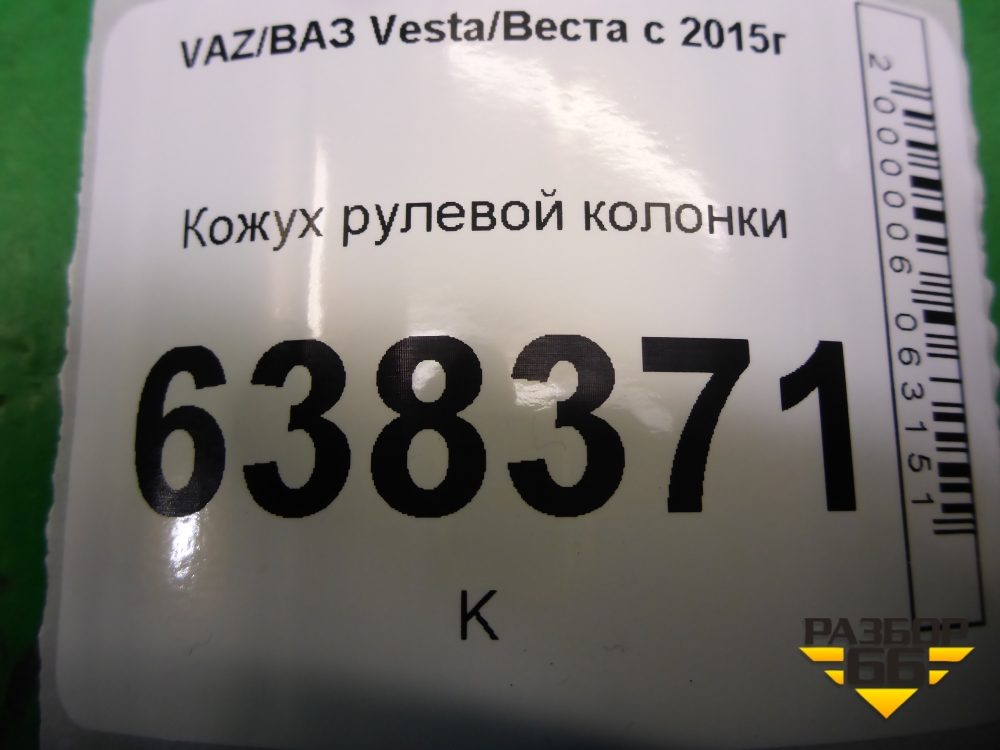 VAZ/ВАЗ Vesta/Веста с 2015г
Кожух рулевой колонки
638371
К
2000006063151
РАЗБОР
66